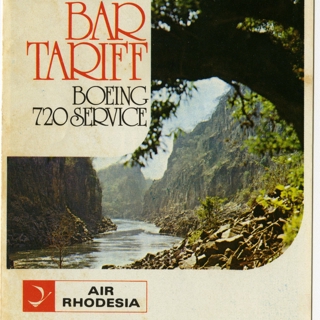 BAR
TARIFF
BOEING
720 SERVICE
AIR
RHODESIA